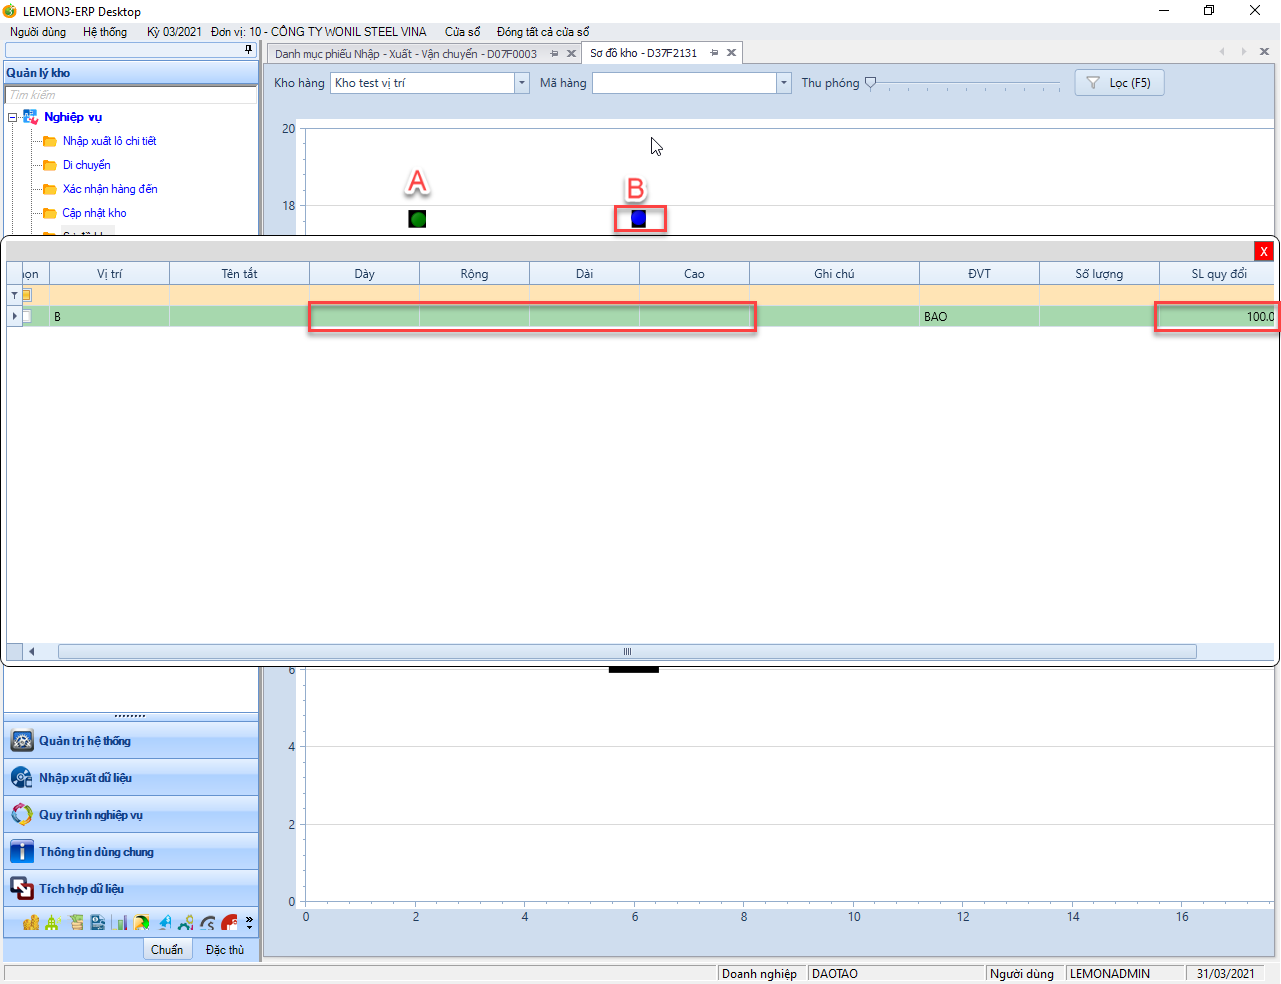 LEMON3-ERP Desktop
Người dùng Hệ thống Kỳ 03/2021 Đơn vị: 10 - CÔNG TY WONIL STEEL VINA Cửa sổ Đóng tất cả cửa sổ
Danh mục phiếu Nhập - Xuất - Vận chuyển - D07F0003
Sơ đồ kho - D37F2131
Quản lý kho
Tìm kiếm
Kho hàng Kho test vị trí Mã hàng Thu phóng Lọc (F5)
Nghiệp vụ
Nhập xuất lô chi tiết
Di chuyển
Xác nhận hàng đến
Cập nhật kho
20
18
A
B
X
ọn Vị trí Tên tắt Dày Rộng Dài Cao Ghi chú ĐVT Số lượng SL quy đổi
B BAO 100.0
6
4
2
0
0 2 4 6 8 10 12 14 16
Quản trị hệ thống
Nhập xuất dữ liệu
Quy trình nghiệp vụ
Thông tin dùng chung
Tích hợp dữ liệu
Chuẩn Đặc thù
Doanh nghiệp DAOTAO Người dùng LEMONADMIN 31/03/2021